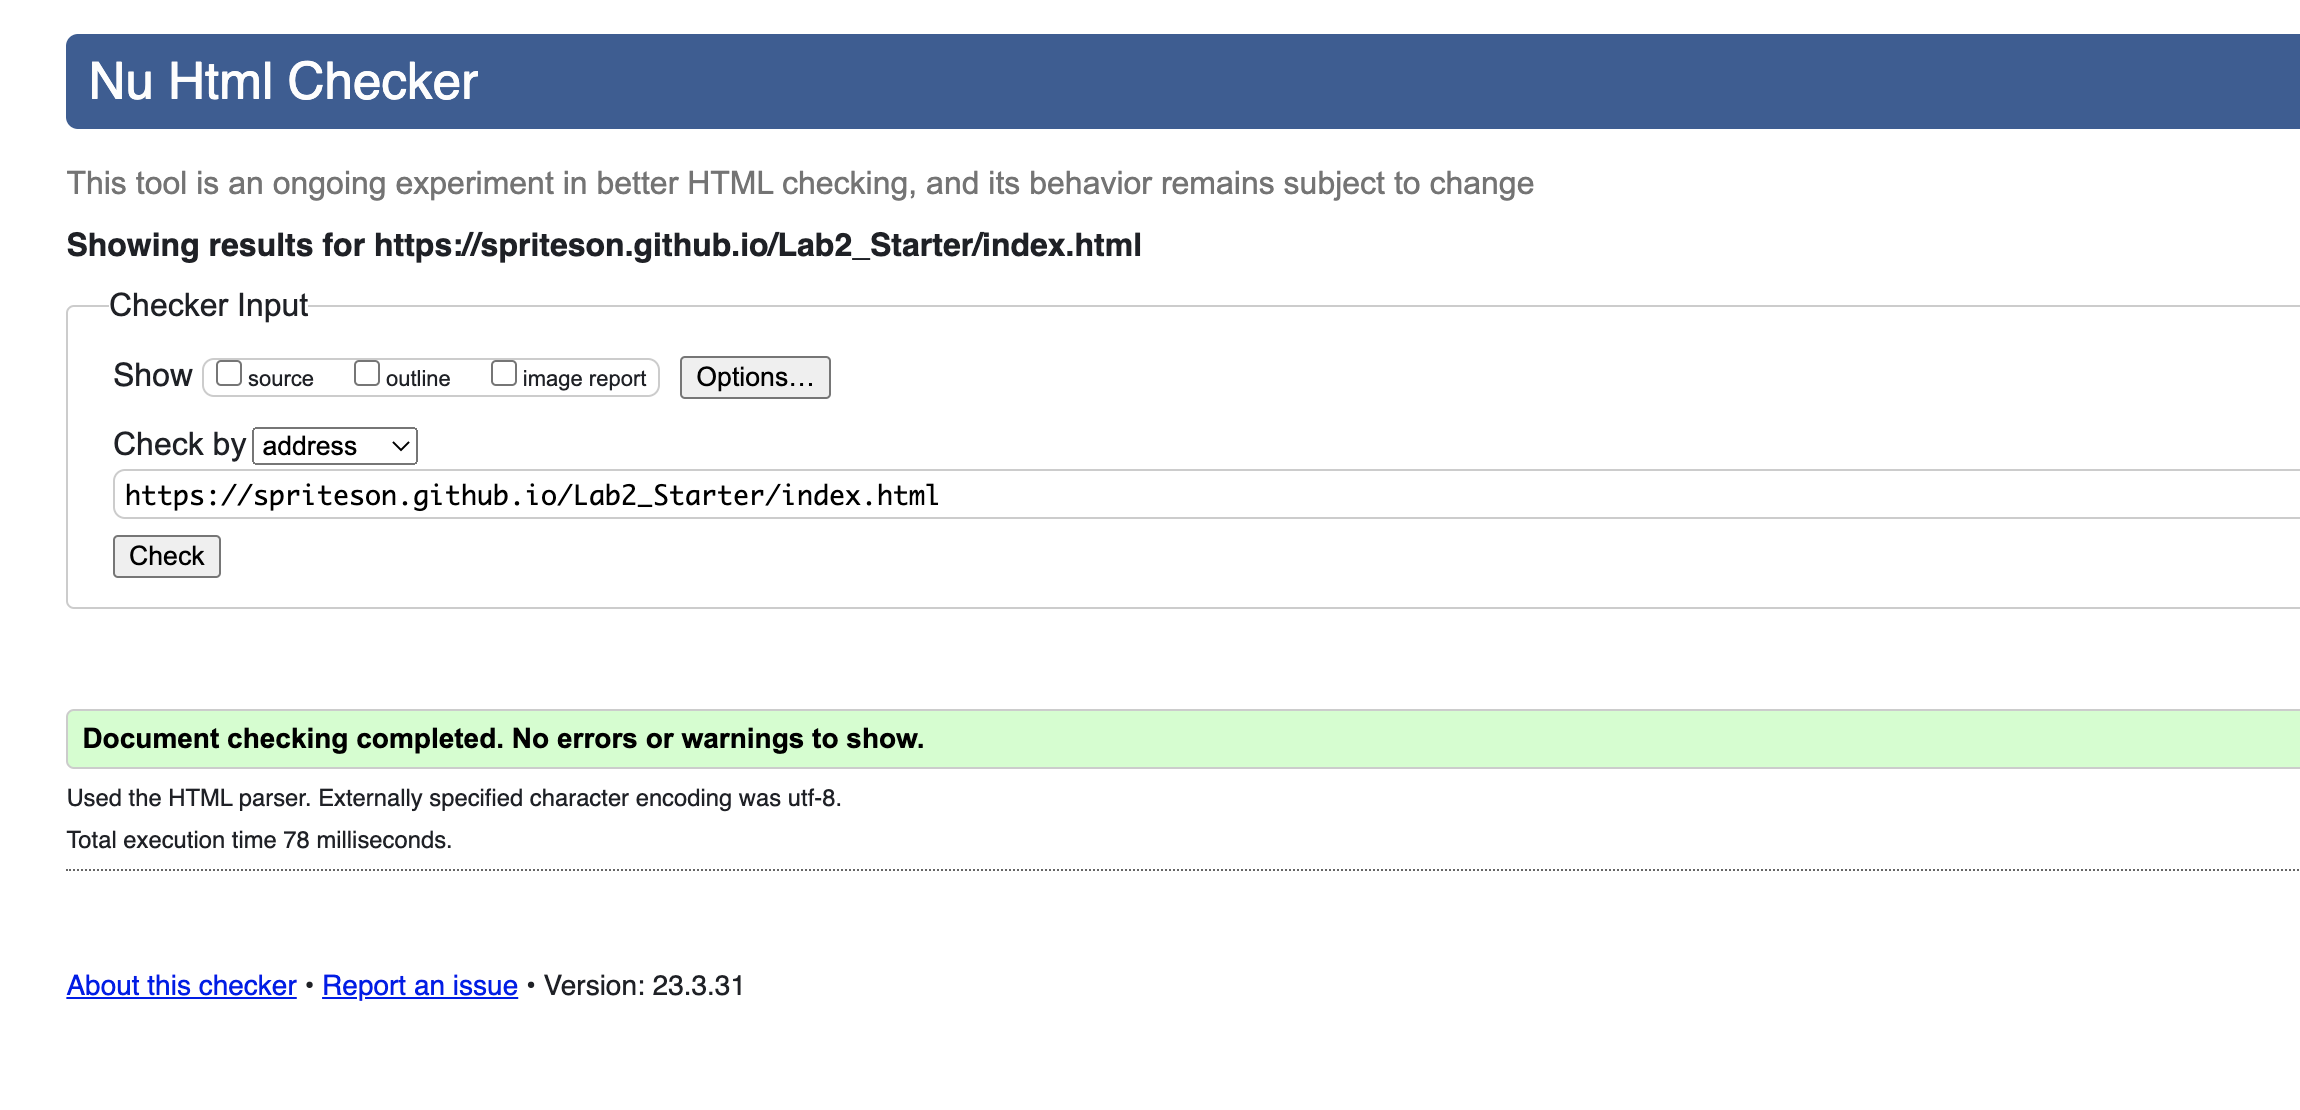 Nu Html Checker
This tool is an ongoing experiment in better HTML checking, and its behavior remains subject to change
Showing results for https://spriteson.github.io/Lab2_Starter/index.html
Checker Input
Show source outline image report Options...
Check by address
https://spriteson.github.io/Lab2_Starter/index.html
Check
Document checking completed. No errors or warnings to show.
Used the HTML parser. Externally specified character encoding was utf-8.
Total execution time 78 milliseconds.
About this checker • Report an issue • Version: 23.3.31